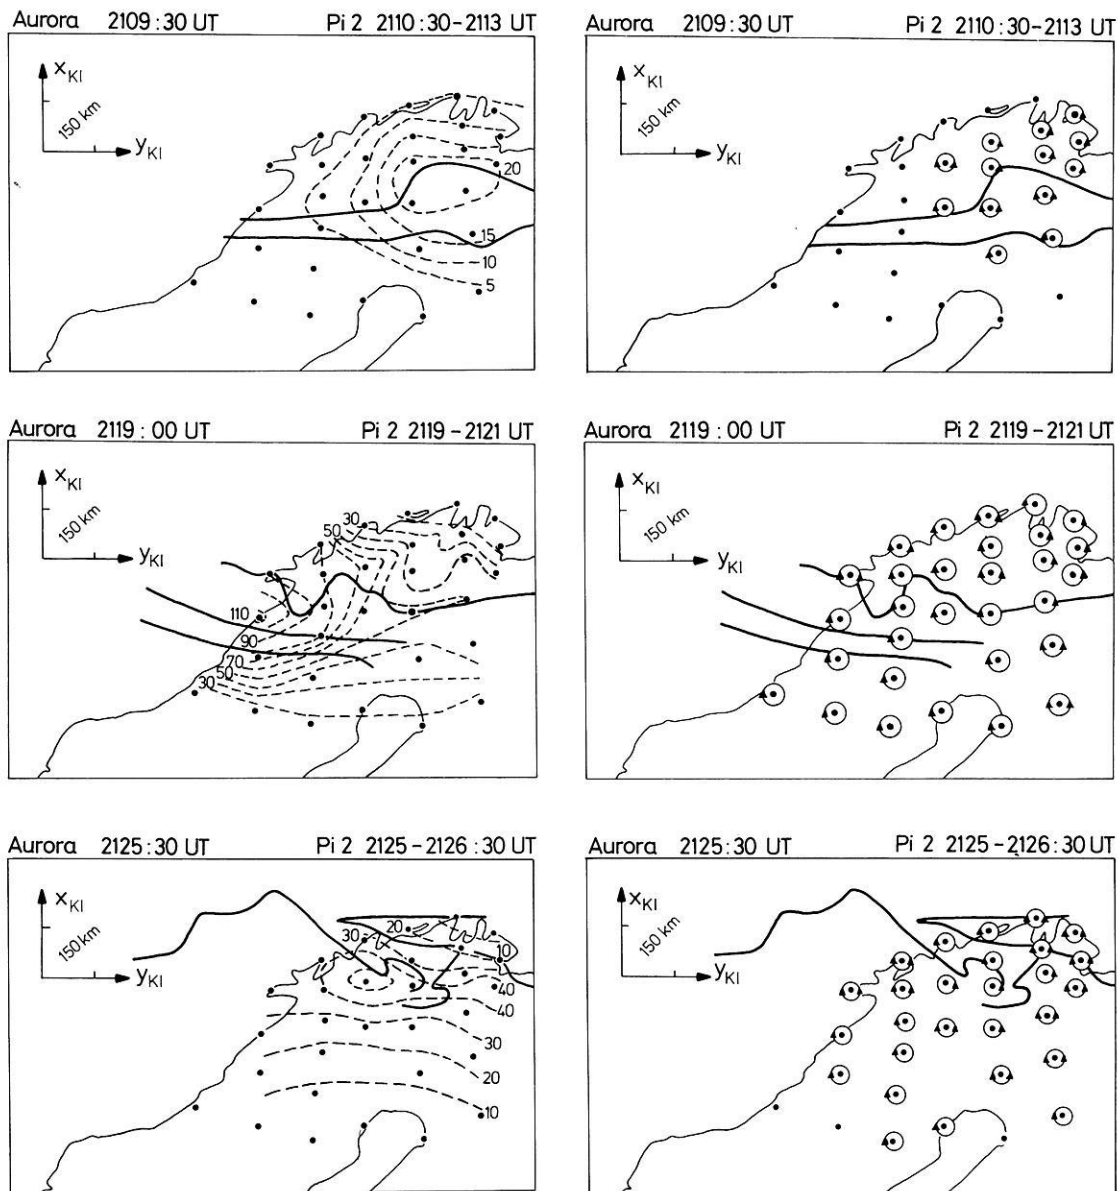 Aurora 2109:30 UT Pi 2 2110:30-2113 UT
x_KI
150 km
y_KI
20
15
10
5
Aurora 2109:30 UT Pi 2 2110:30-2113 UT
x_KI
150 km
y_KI
Aurora 2119:00 UT Pi 2 2119-2121 UT
x_KI
150 km
y_KI
30
50
110
90
70
50
30
Aurora 2119:00 UT Pi 2 2119-2121 UT
x_KI
150 km
y_KI
Aurora 2125:30 UT Pi 2 2125-2126:30 UT
x_KI
150 km
y_KI
20
30
10
40
40
30
20
10
Aurora 2125:30 UT Pi 2 2125-2126:30 UT
x_KI
150 km
y_KI